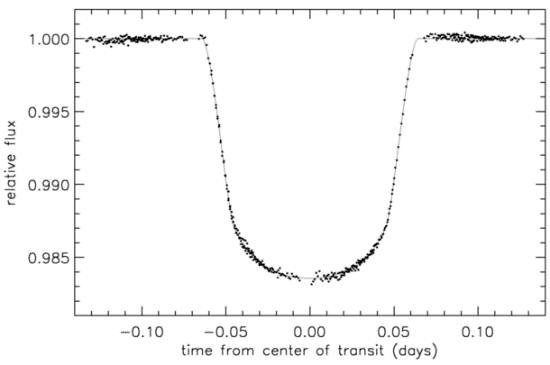 1.000
0.995
0.990
0.985
relative flux
−0.10 −0.05 0.00 0.05 0.10
time from center of transit (days)